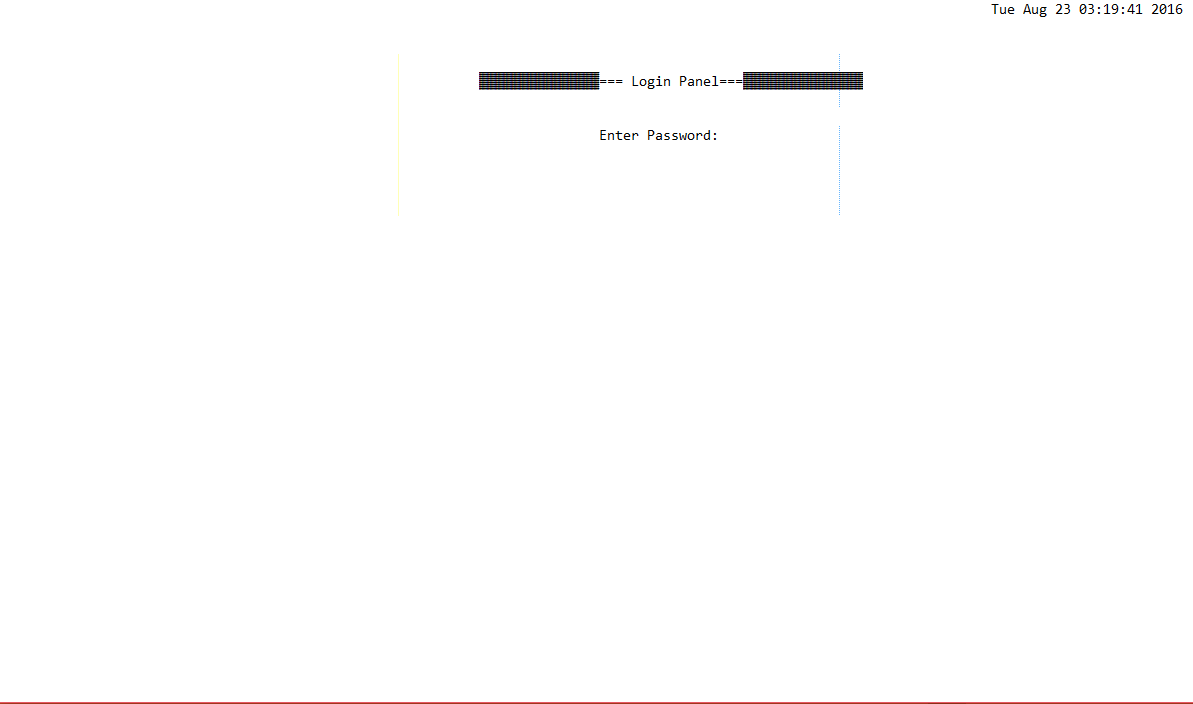 Tue Aug 23 03:19:41 2016
=== Login Panel===
Enter Password: